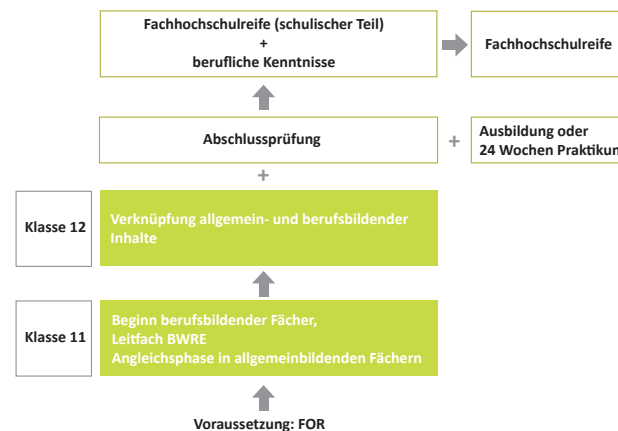 Fachhochschulreife (schulischer Teil)
+
berufliche Kenntnisse
Fachhochschulreife
Abschlussprüfung
+
Ausbildung oder
24 Wochen Praktikun
+
Klasse 12
Verknüpfung allgemein- und berufsbildender
Inhalte
Klasse 11
Beginn berufsbildender Fächer,
Leitfach BWRE
Angleichsphase in allgemeinbildenden Fächern
Voraussetzung: FOR